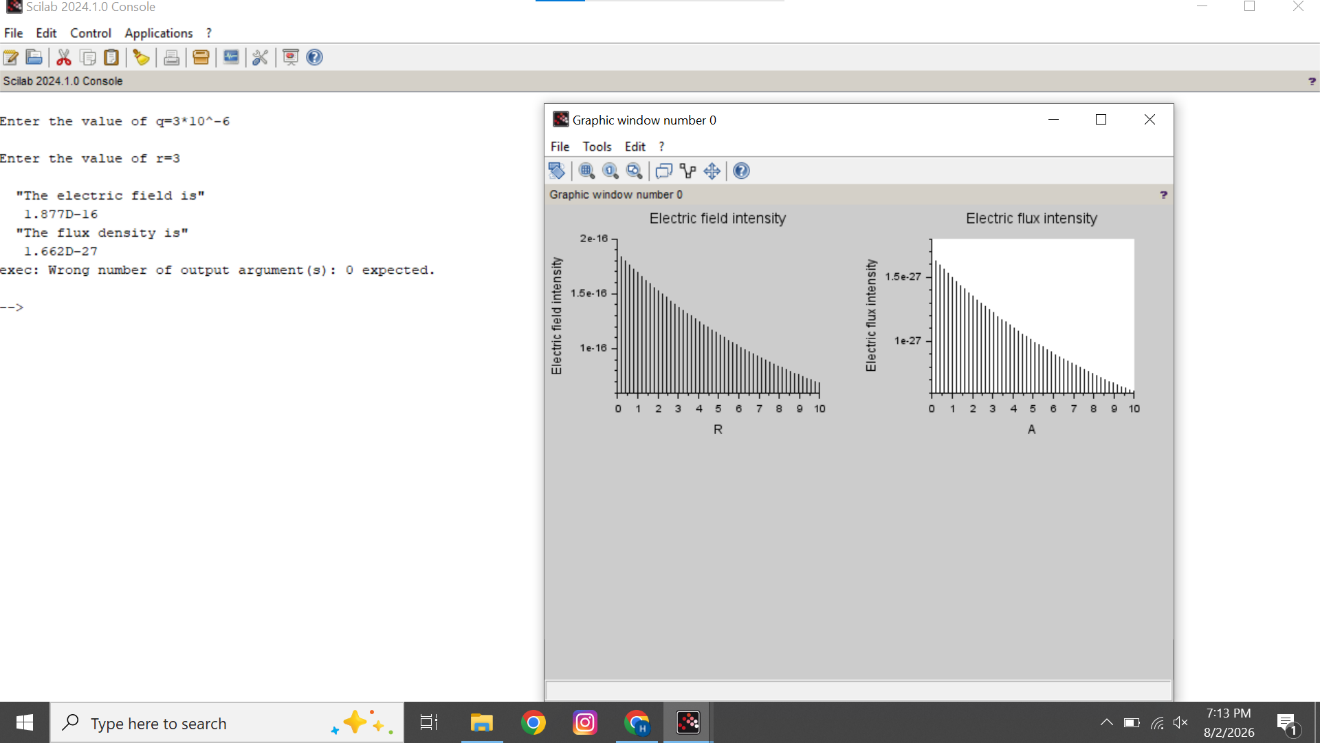 Scilab 2024.1.0 Console
File Edit Control Applications ?
Scilab 2024.1.0 Console ?
Enter the value of q=3*10^-6
Enter the value of r=3
"The electric field is"
1.877D-16
"The flux density is"
1.662D-27
exec: Wrong number of output argument(s): 0 expected.
-->
Graphic window number 0
File Tools Edit ?
Graphic window number 0 ?
Electric field intensity
Electric field intensity
2e-16
1.5e-16
1e-16
0 1 2 3 4 5 6 7 8 9 10
R
Electric flux intensity
Electric flux intensity
1.5e-27
1e-27
0 1 2 3 4 5 6 7 8 9 10
A
Type here to search
H
7:13 PM
8/2/2026
1